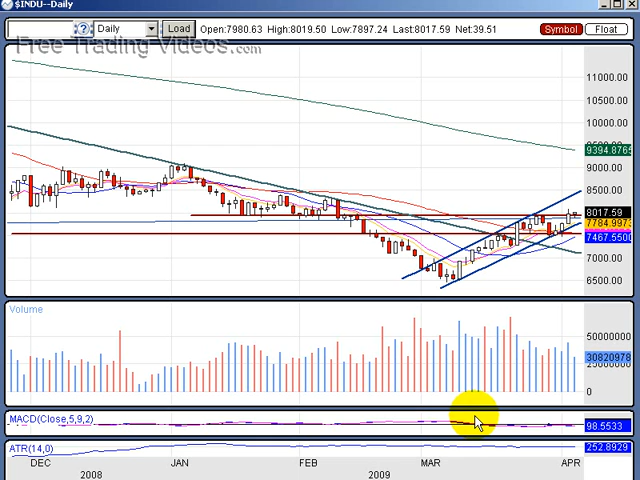 $INDU--Daily
Daily Load Open:7980.63 High:8019.50 Low:7897.24 Last:8017.59 Net:39.51 Symbol Float
Free Trading Videos.com
11000.00
10500.00
10000.00
9394.8765
9000.00
8500.00
8017.59
7784.9973
7467.5500
7000.00
6500.00
Volume
50000000
30820978
0
MACD(Close,5,9,2)
98.5533
ATR(14,0)
252.8929
DEC JAN FEB MAR APR
2008 2009